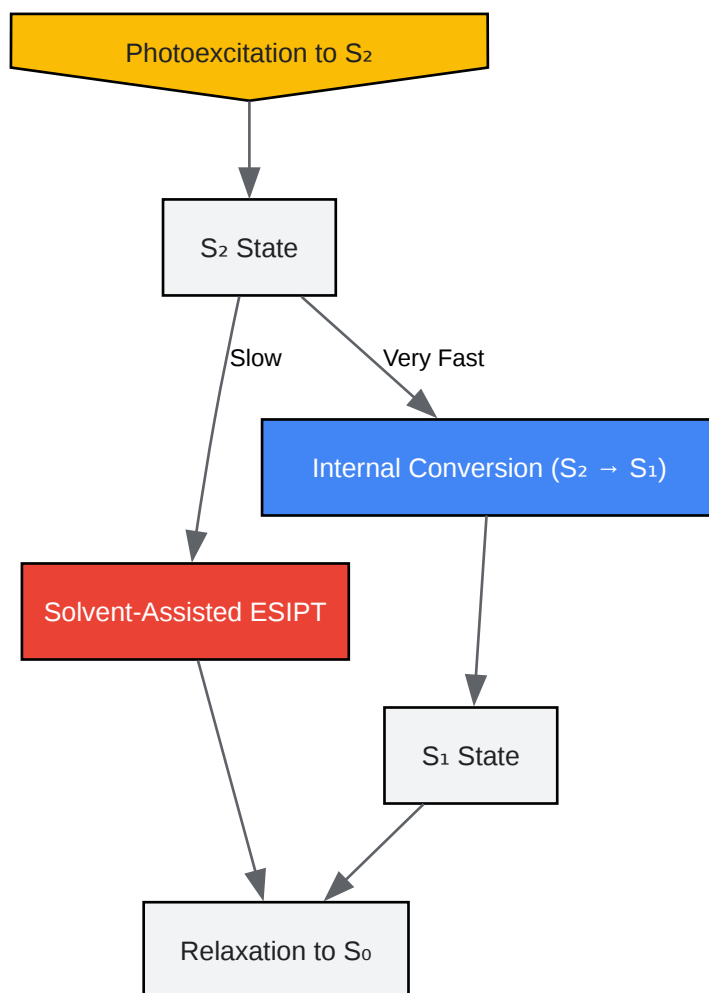 Photoexcitation to S₂
S₂ State
Slow
Very Fast
Internal Conversion (S₂ → S₁)
Solvent-Assisted ESIPT
S₁ State
Relaxation to S₀